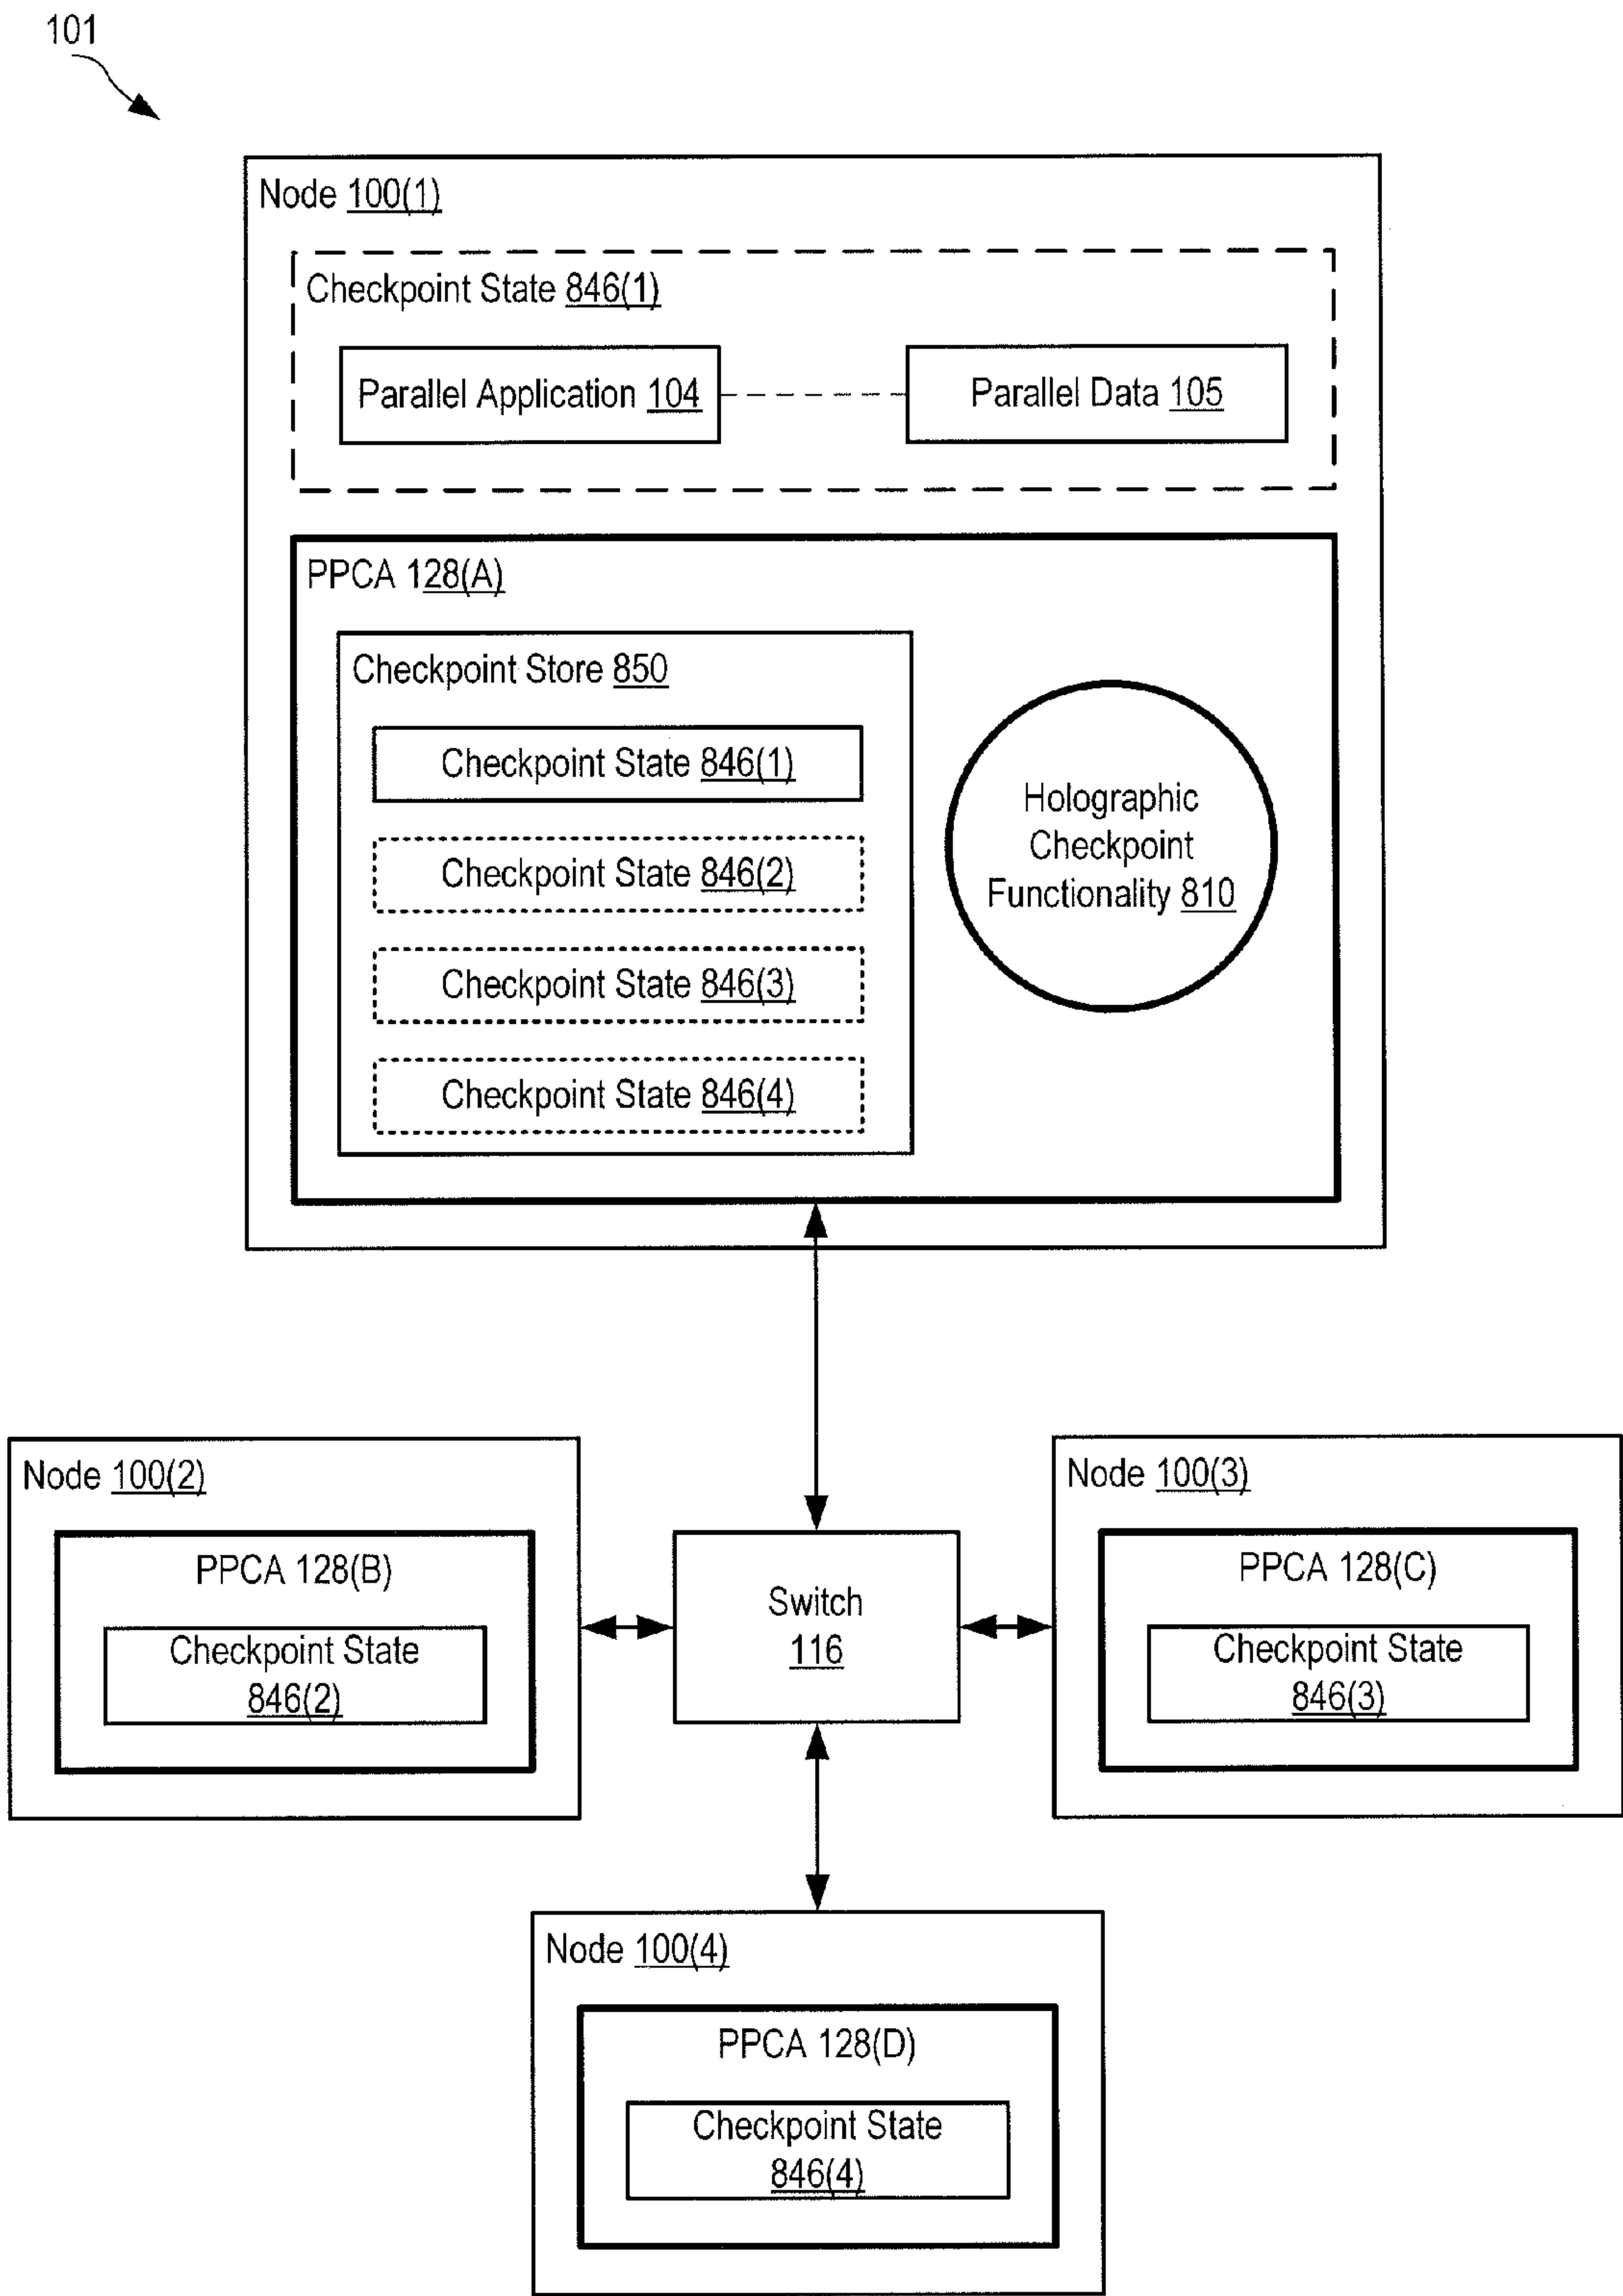 101
Node 100(1)
Checkpoint State 846(1)
Parallel Application 104
Parallel Data 105
PPCA 128(A)
Checkpoint Store 850
Checkpoint State 846(1)
Checkpoint State 846(2)
Checkpoint State 846(3)
Checkpoint State 846(4)
Holographic
Checkpoint
Functionality 810
Node 100(2)
PPCA 128(B)
Checkpoint State
846(2)
Switch
116
Node 100(3)
PPCA 128(C)
Checkpoint State
846(3)
Node 100(4)
PPCA 128(D)
Checkpoint State
846(4)